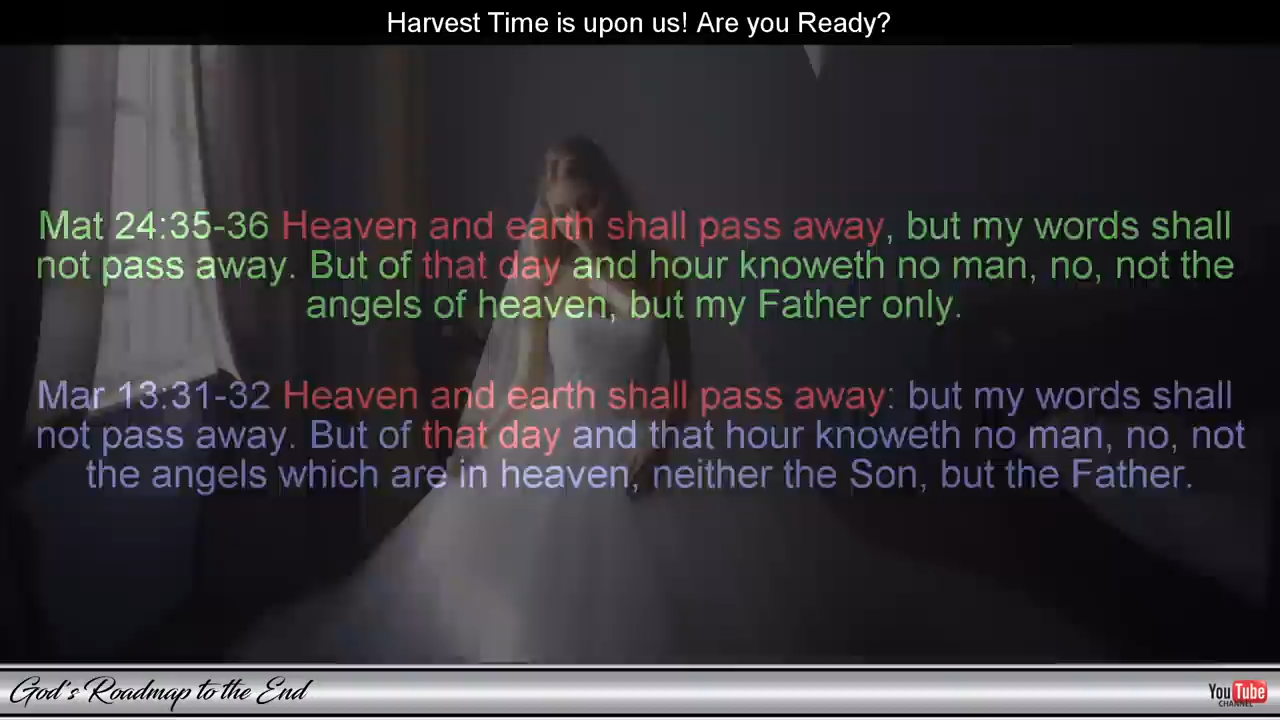 Harvest Time is upon us! Are you Ready?
Mat 24:35-36 Heaven and earth shall pass away, but my words shall
not pass away. But of that day and hour knoweth no man, no, not the
angels of heaven, but my Father only.
Mar 13:31-32 Heaven and earth shall pass away: but my words shall
not pass away. But of that day and that hour knoweth no man, no, not
the angels which are in heaven, neither the Son, but the Father.
God's Roadmap to the End
YouTube
CHANNEL